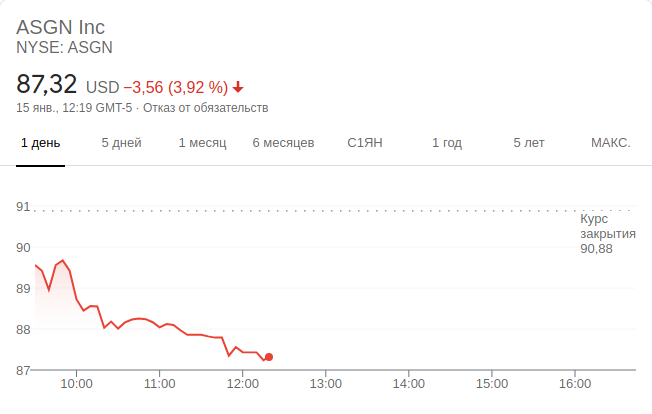 ASGN Inc
NYSE: ASGN
87,32 USD −3,56 (3,92 %)
15 янв., 12:19 GMT-5 · Отказ от обязательств
1 день 5 дней 1 месяц 6 месяцев С1ЯН 1 год 5 лет МАКС.
91
Курс
закрытия
90,88
90
89
88
87
10:00 11:00 12:00 13:00 14:00 15:00 16:00